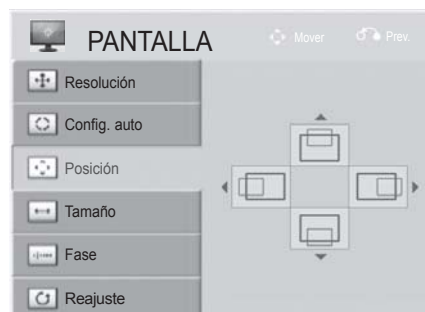 PANTALLA
Mover
Prev.
Resolución
Config. auto
Posición
Tamaño
Fase
Reajuste